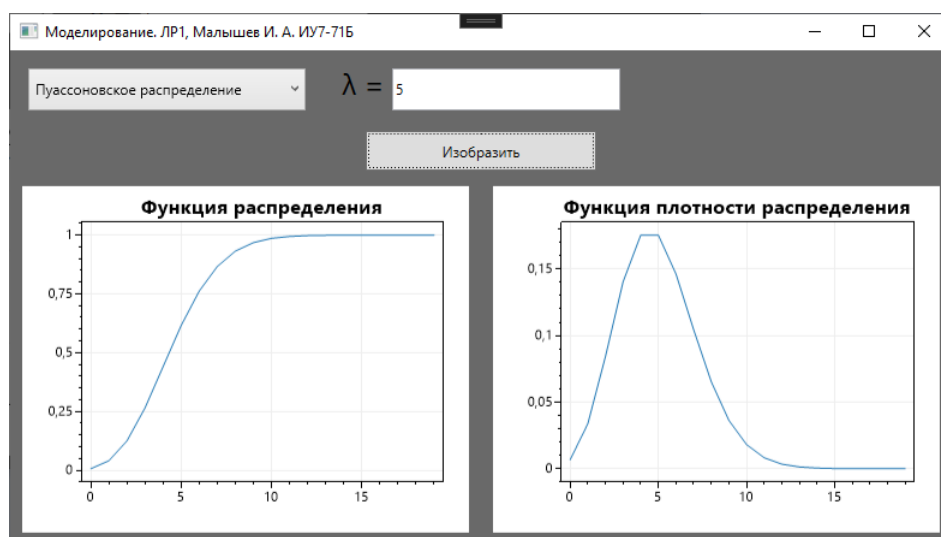 Моделирование. ЛР1, Малышев И. А. ИУ7-71Б
Пуассоновское распределение
λ = 5
Изобразить
Функция распределения
1
0,75
0,5
0,25
0
0 5 10 15
Функция плотности распределения
0,15
0,1
0,05
0
0 5 10 15